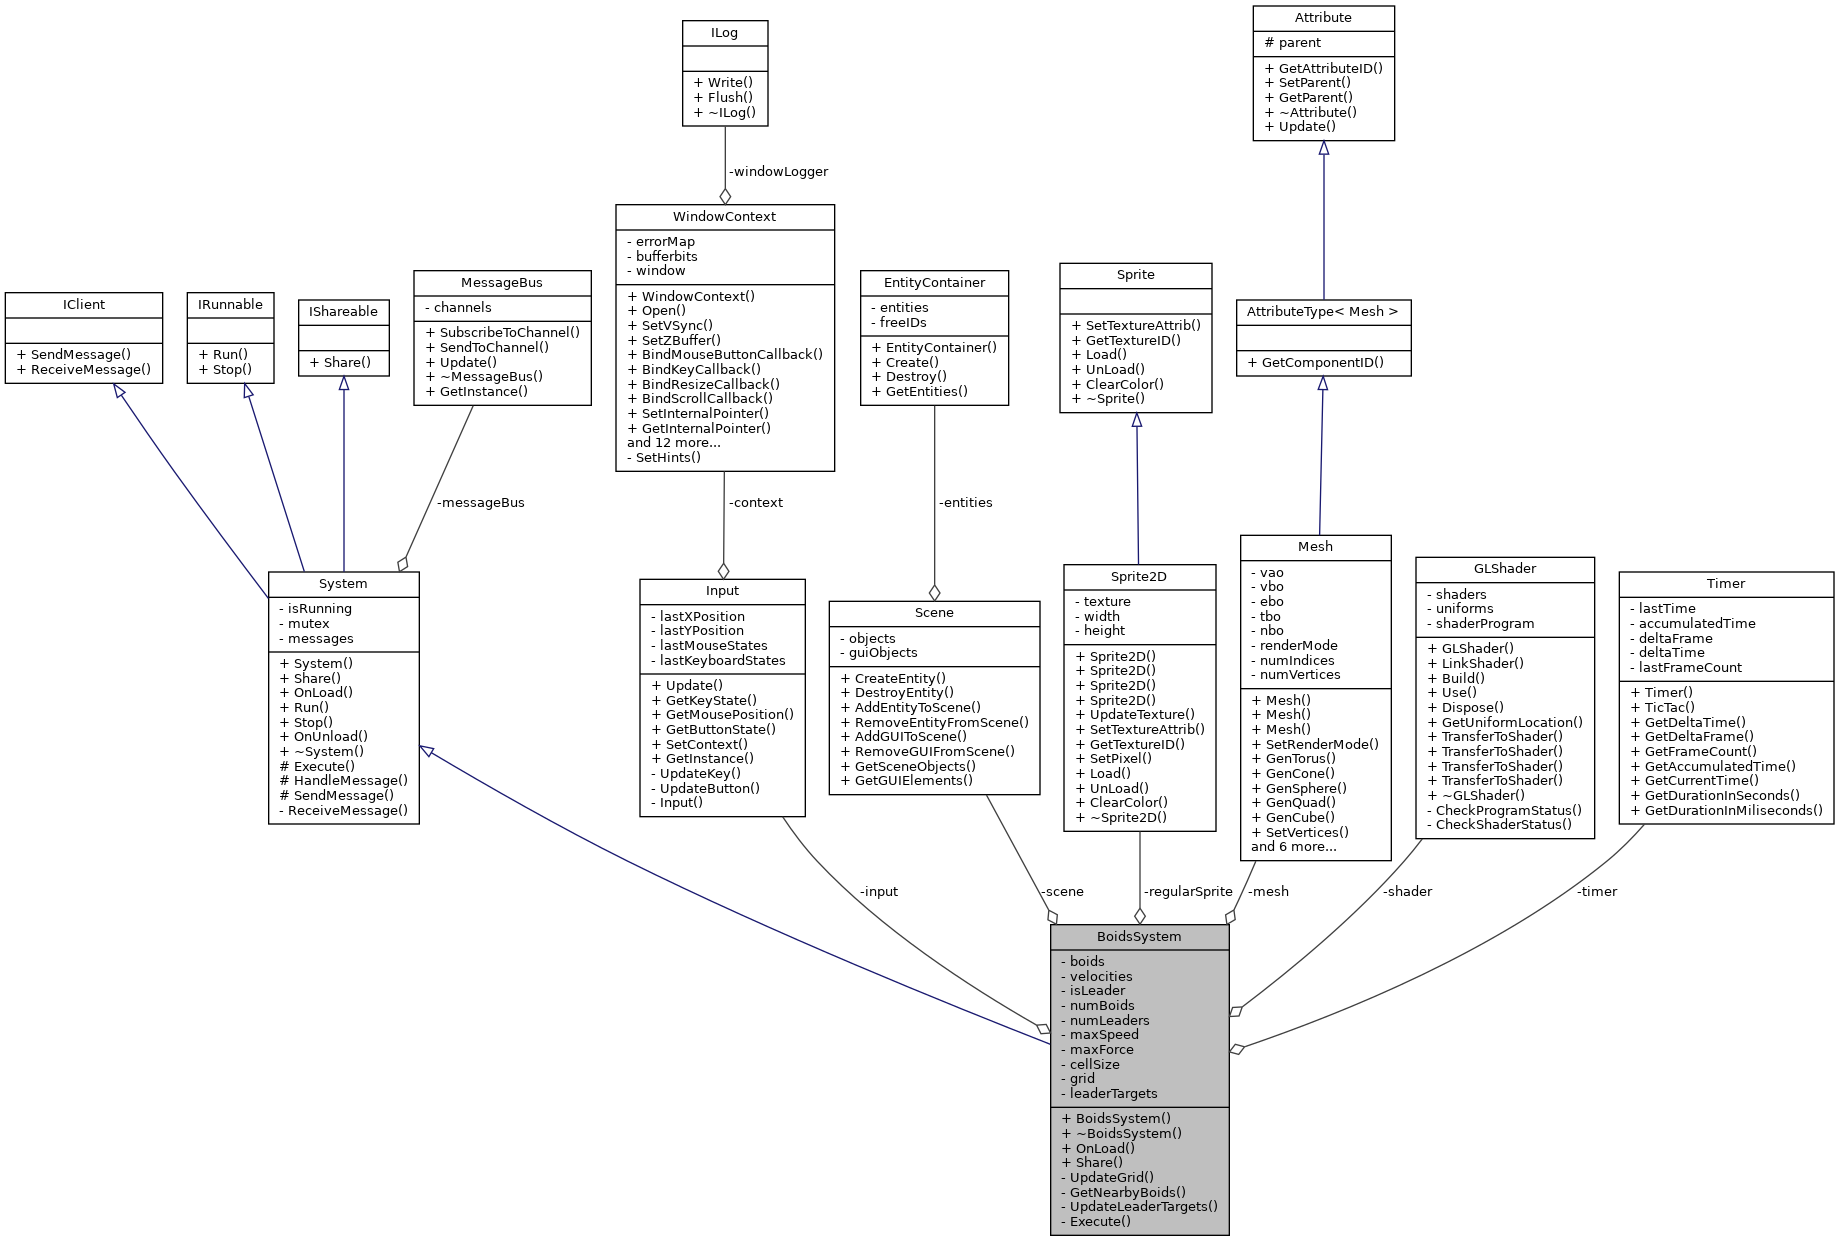 ILog
+ Write()
+ Flush()
+ ~ILog()
-windowLogger
Attribute
# parent
+ GetAttributeID()
+ SetParent()
+ GetParent()
+ ~Attribute()
+ Update()
IClient
+ SendMessage()
+ ReceiveMessage()
IRunnable
+ Run()
+ Stop()
IShareable
+ Share()
MessageBus
- channels
+ SubscribeToChannel()
+ SendToChannel()
+ Update()
+ ~MessageBus()
+ GetInstance()
-messageBus
WindowContext
- errorMap
- bufferbits
- window
+ WindowContext()
+ Open()
+ SetVSync()
+ SetZBuffer()
+ BindMouseButtonCallback()
+ BindKeyCallback()
+ BindResizeCallback()
+ BindScrollCallback()
+ SetInternalPointer()
+ GetInternalPointer()
and 12 more...
- SetHints()
-context
EntityContainer
- entities
- freeIDs
+ EntityContainer()
+ Create()
+ Destroy()
+ GetEntities()
-entities
Sprite
+ SetTextureAttrib()
+ GetTextureID()
+ Load()
+ UnLoad()
+ ClearColor()
+ ~Sprite()
AttributeType< Mesh >
+ GetComponentID()
System
- isRunning
- mutex
- messages
+ System()
+ Share()
+ OnLoad()
+ Run()
+ Stop()
+ OnUnload()
+ ~System()
# Execute()
# HandleMessage()
# SendMessage()
- ReceiveMessage()
Input
- lastXPosition
- lastYPosition
- lastMouseStates
- lastKeyboardStates
+ Update()
+ GetKeyState()
+ GetMousePosition()
+ GetButtonState()
+ SetContext()
+ GetInstance()
- UpdateKey()
- UpdateButton()
- Input()
-input
Scene
- objects
- guiObjects
+ CreateEntity()
+ DestroyEntity()
+ AddEntityToScene()
+ RemoveEntityFromScene()
+ AddGUIToScene()
+ RemoveGUIFromScene()
+ GetSceneObjects()
+ GetGUIElements()
-scene
Sprite2D
- texture
- width
- height
+ Sprite2D()
+ Sprite2D()
+ Sprite2D()
+ Sprite2D()
+ UpdateTexture()
+ SetTextureAttrib()
+ GetTextureID()
+ SetPixel()
+ Load()
+ UnLoad()
+ ClearColor()
+ ~Sprite2D()
-regularSprite
Mesh
- vao
- vbo
- ebo
- tbo
- nbo
- renderMode
- numIndices
- numVertices
+ Mesh()
+ Mesh()
+ Mesh()
+ SetRenderMode()
+ GenTorus()
+ GenCone()
+ GenSphere()
+ GenQuad()
+ GenCube()
+ SetVertices()
and 6 more...
-mesh
GLShader
- shaders
- uniforms
- shaderProgram
+ GLShader()
+ LinkShader()
+ Build()
+ Use()
+ Dispose()
+ GetUniformLocation()
+ TransferToShader()
+ TransferToShader()
+ TransferToShader()
+ TransferToShader()
+ ~GLShader()
- CheckProgramStatus()
- CheckShaderStatus()
-shader
Timer
- lastTime
- accumulatedTime
- deltaFrame
- deltaTime
- lastFrameCount
+ Timer()
+ TicTac()
+ GetDeltaTime()
+ GetDeltaFrame()
+ GetFrameCount()
+ GetAccumulatedTime()
+ GetCurrentTime()
+ GetDurationInSeconds()
+ GetDurationInMiliseconds()
-timer
BoidsSystem
- boids
- velocities
- isLeader
- numBoids
- numLeaders
- maxSpeed
- maxForce
- cellSize
- grid
- leaderTargets
+ BoidsSystem()
+ ~BoidsSystem()
+ OnLoad()
+ Share()
- UpdateGrid()
- GetNearbyBoids()
- UpdateLeaderTargets()
- Execute()